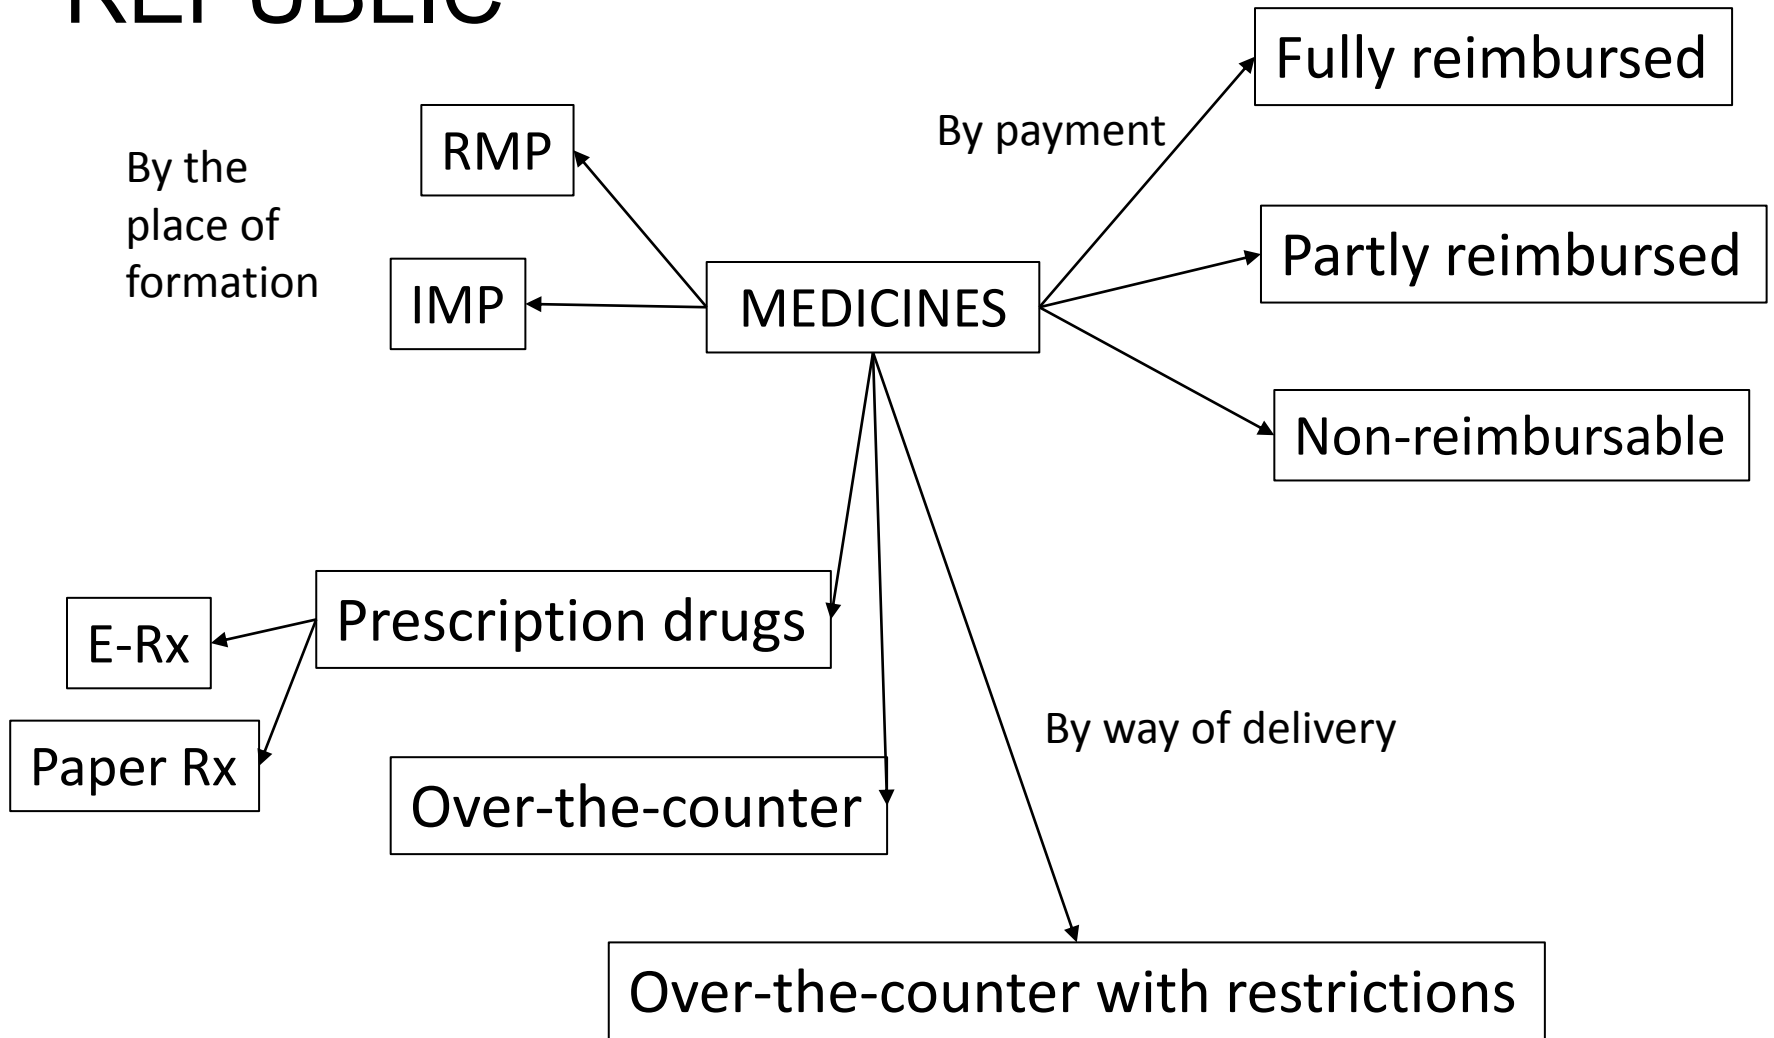 REPUBLIC
Fully reimbursed
By payment
RMP
By the
place of
formation
Partly reimbursed
IMP
MEDICINES
Non-reimbursable
Prescription drugs
E-Rx
Paper Rx
By way of delivery
Over-the-counter
Over-the-counter with restrictions